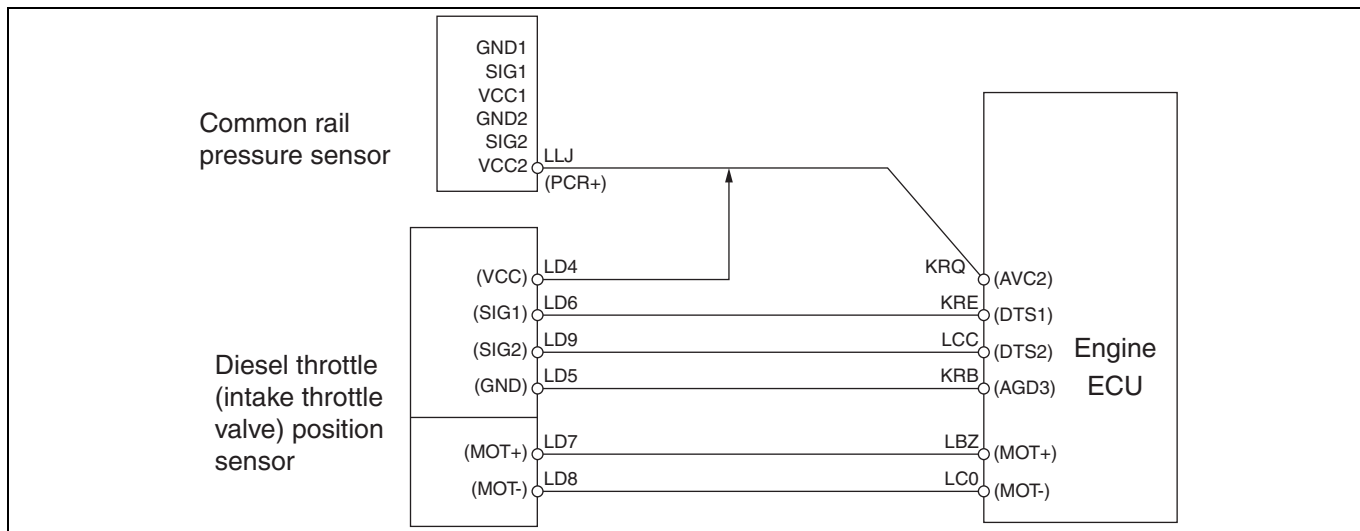 GND1
SIG1
VCC1
GND2
SIG2
VCC2
LLJ
(PCR+)
Common rail
pressure sensor
(VCC) LD4
(SIG1) LD6
(SIG2) LD9
(GND) LD5
(MOT+) LD7
(MOT-) LD8
Diesel throttle
(intake throttle
valve) position
sensor
KRQ (AVC2)
KRE (DTS1)
LCC (DTS2)
KRB (AGD3)
LBZ (MOT+)
LC0 (MOT-)
Engine
ECU